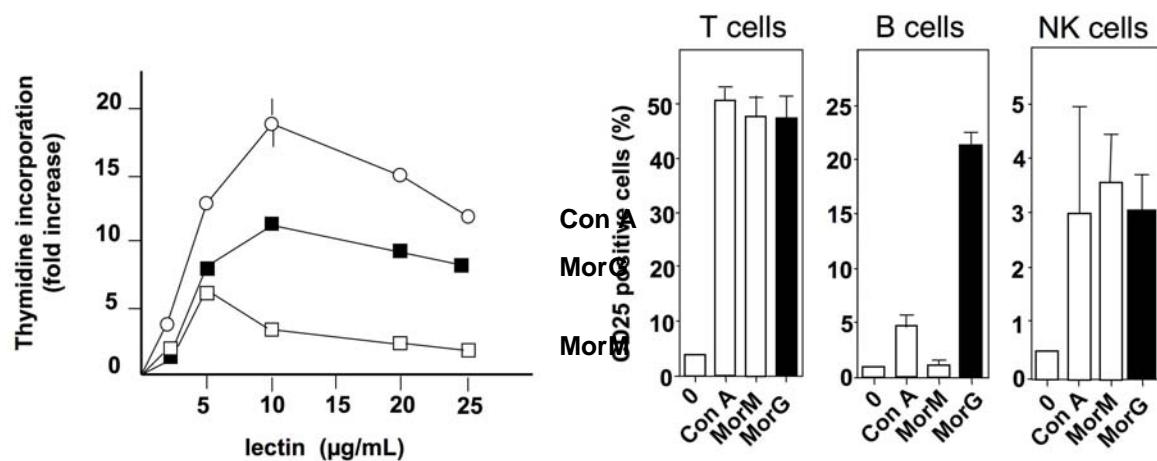 Thymidine incorporation
(fold increase)
20
15
10
5
0
5
10
20
25
lectin (µg/mL)
Con A
MorG
MorM
CD25 positive cells (%)
T cells
50
40
30
20
10
0
0
Con A
MorM
MorG
B cells
25
20
15
10
5
0
0
Con A
MorM
MorG
NK cells
5
4
3
2
1
0
0
Con A
MorM
MorG